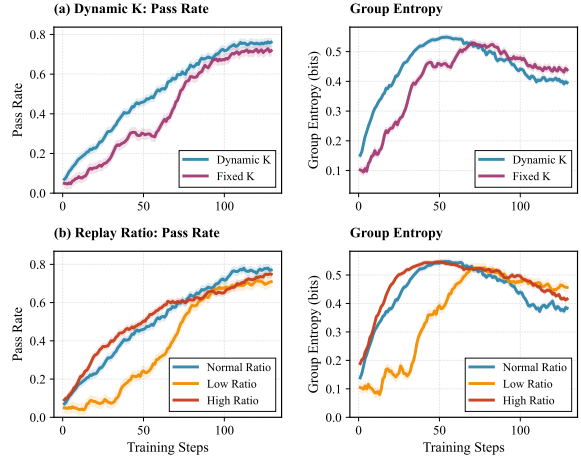 (a) Dynamic K: Pass Rate
Group Entropy
Pass Rate
0.8
0.6
0.4
0.2
0.0
Dynamic K
Fixed K
0
50
100
Group Entropy (bits)
0.5
0.4
0.3
0.2
0.1
Dynamic K
Fixed K
0
50
100
(b) Replay Ratio: Pass Rate
Group Entropy
Pass Rate
0.8
0.6
0.4
0.2
0.0
Normal Ratio
Low Ratio
High Ratio
0
50
100
Training Steps
Group Entropy (bits)
0.5
0.4
0.3
0.2
0.1
0.0
Normal Ratio
Low Ratio
High Ratio
0
50
100
Training Steps